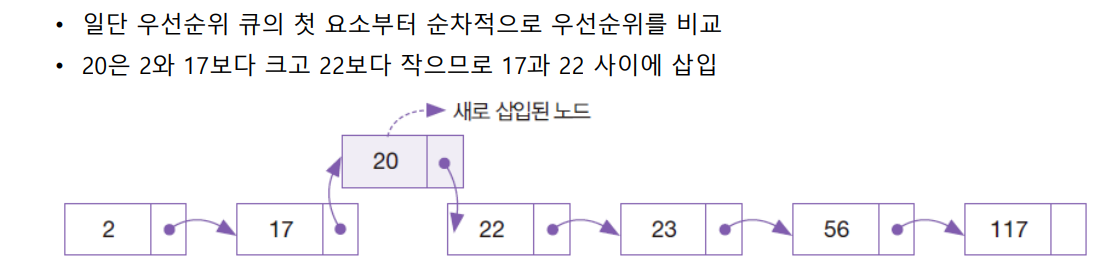 • 일단 우선순위 큐의 첫 요소부터 순차적으로 우선순위를 비교
• 20은 2와 17보다 크고 22보다 작으므로 17과 22 사이에 삽입
새로 삽입된 노드
20
2 17 22 23 56 117